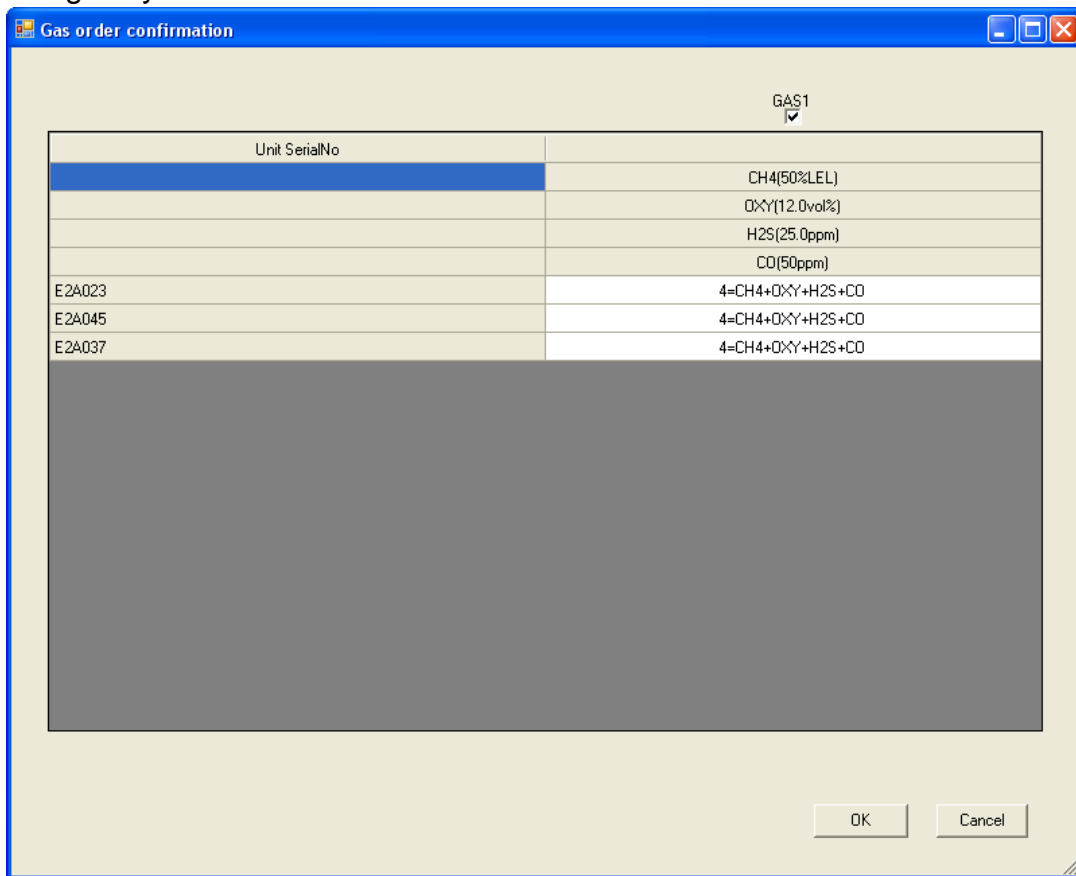 Gas order confirmation
GAS1
Unit SerialNo
CH4(50%LEL)
OXY(12.0vol%)
H2S(25.0ppm)
CO(50ppm)
E2A023 4=CH4+OXY+H2S+CO
E2A045 4=CH4+OXY+H2S+CO
E2A037 4=CH4+OXY+H2S+CO
OK Cancel